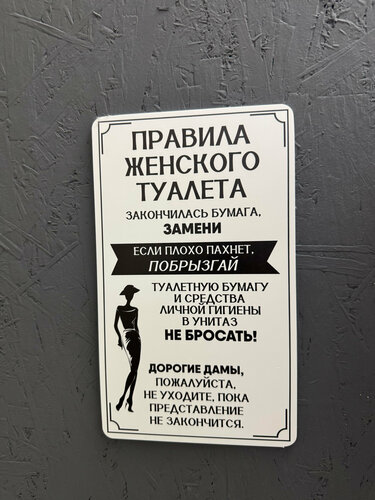 ПРАВИЛА
ЖЕНСКОГО
ТУАЛЕТА
ЗАКОНЧИЛАСЬ БУМАГА,
ЗАМЕНИ
ЕСЛИ ПЛОХО ПАХНЕТ,
ПОБРЫЗГАЙ
ТУАЛЕТНУЮ БУМАГУ
И СРЕДСТВА
ЛИЧНОЙ ГИГИЕНЫ
В УНИТАЗ
НЕ БРОСАТЬ!
ДОРОГИЕ ДАМЫ,
ПОЖАЛУЙСТА,
НЕ УХОДИТЕ, ПОКА
ПРЕДСТАВЛЕНИЕ
НЕ ЗАКОНЧИТСЯ.